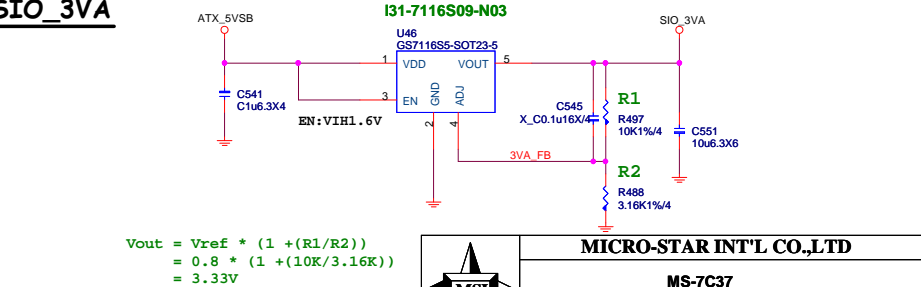 SIO_3VA
I31-7116S09-N03
ATX_5VSB
U46
GS7116S5-SOT23-5
SIO_3VA
1
VDD
VOUT
5
3
EN
GND
ADJ
2
4
C541
C1u6.3X4
EN:VIH1.6V
C545
X_C0.1u16X/4
R1
R497
10K1%/4
C551
10u6.3X6
3VA_FB
R2
R488
3.16K1%/4
Vout = Vref * (1 +(R1/R2))
= 0.8 * (1 +(10K/3.16K))
= 3.33V
MICRO-STAR INT'L CO.,LTD
MSI
MS-7C37